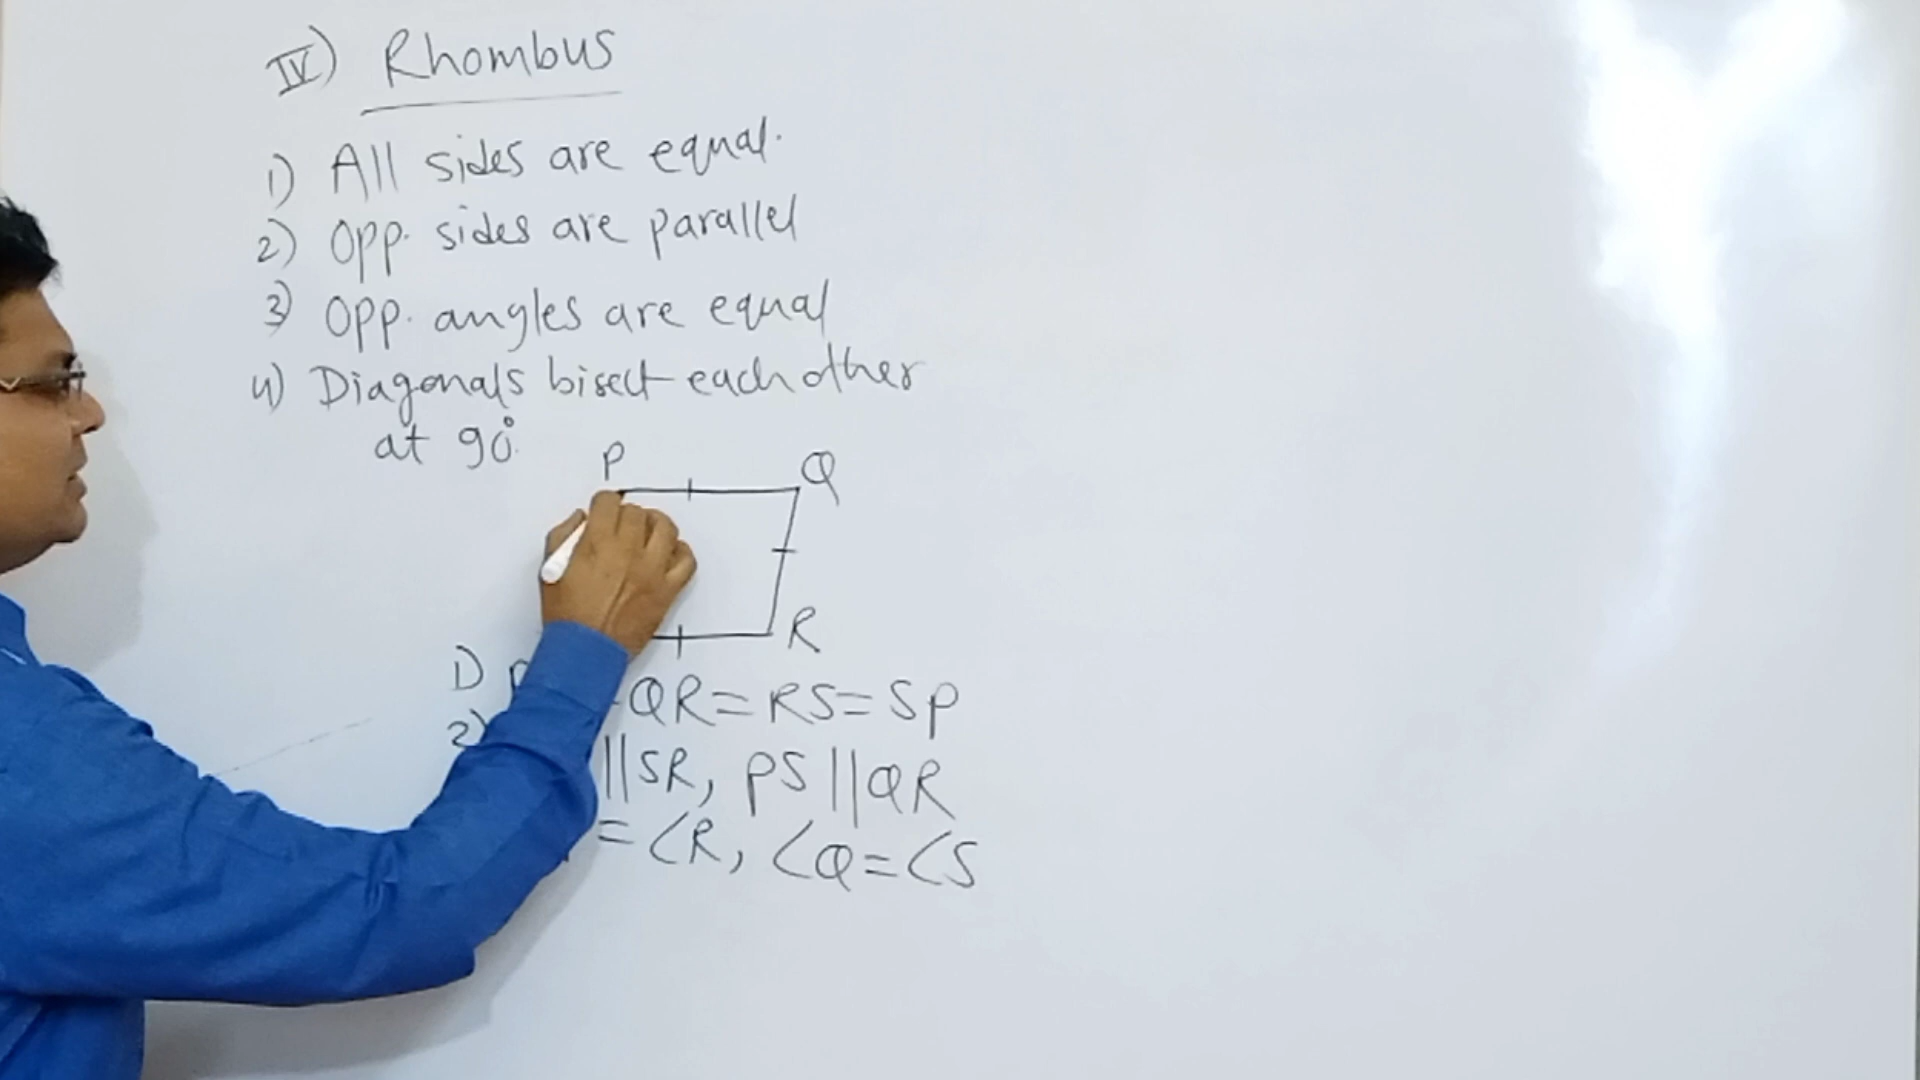 IV) Rhombus
1) All sides are equal.
2) Opp. sides are parallel
3) Opp. angles are equal
4) Diagonals bisect each other
at 90°.
P Q
R
1) QR = RS = SP
2) || SR, PS || QR
= ∠R, ∠Q = ∠S